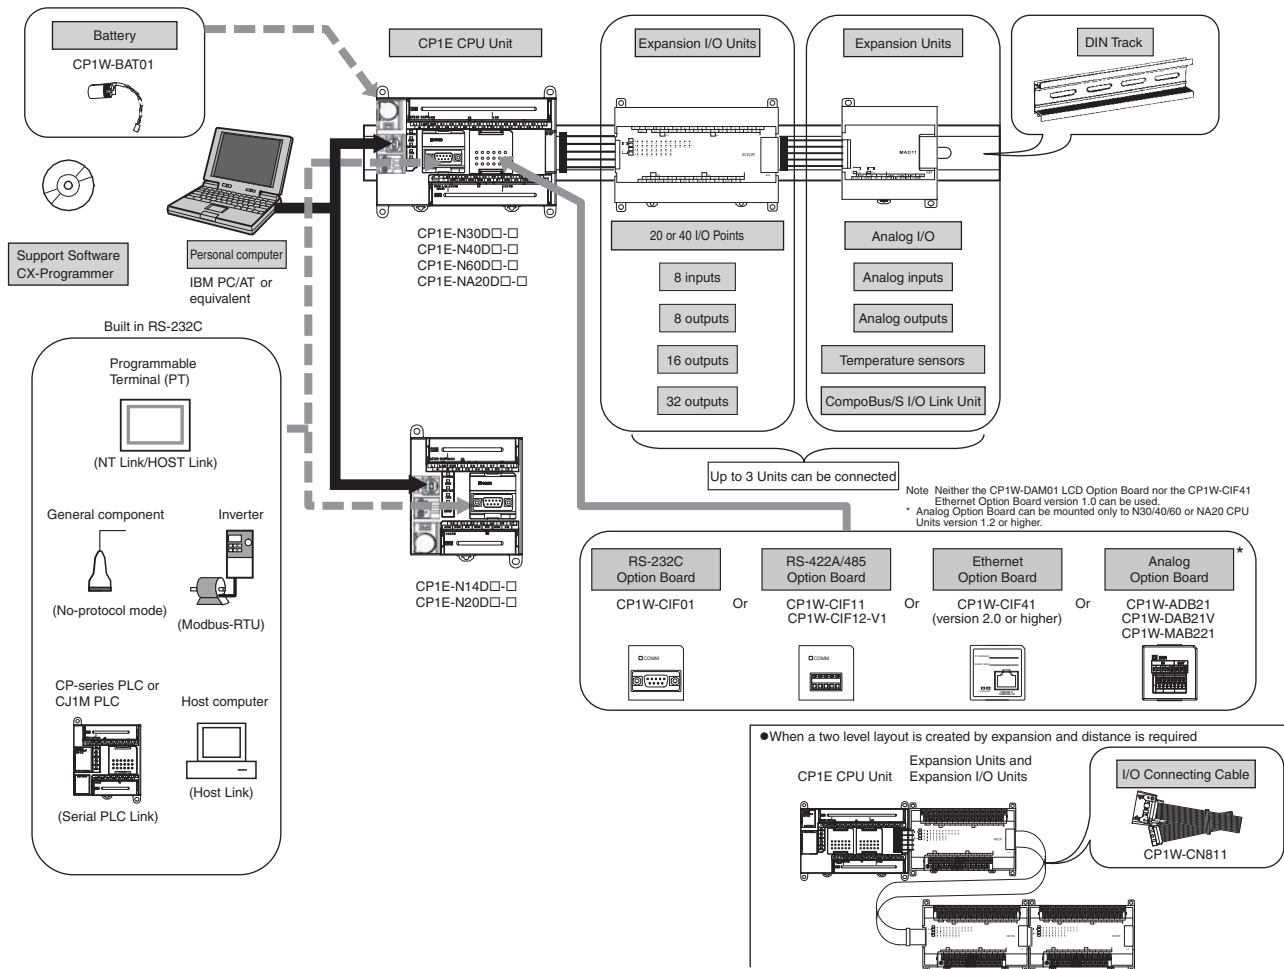 Battery
CP1W-BAT01
CP1E CPU Unit
Expansion I/O Units
Expansion Units
DIN Track
40EDR
MAD11
Support Software
CX-Programmer
Personal computer
IBM PC/AT or
equivalent
CP1E-N30D□-□
CP1E-N40D□-□
CP1E-N60D□-□
CP1E-NA20D□-□
20 or 40 I/O Points
8 inputs
8 outputs
16 outputs
32 outputs
Analog I/O
Analog inputs
Analog outputs
Temperature sensors
CompoBus/S I/O Link Unit
Up to 3 Units can be connected
Built in RS-232C
Programmable
Terminal (PT)
(NT Link/HOST Link)
General component
(No-protocol mode)
Inverter
(Modbus-RTU)
CP-series PLC or
CJ1M PLC
(Serial PLC Link)
Host computer
(Host Link)
CP1E-N14D□-□
CP1E-N20D□-□
Note Neither the CP1W-DAM01 LCD Option Board nor the CP1W-CIF41
Ethernet Option Board version 1.0 can be used.
* Analog Option Board can be mounted only to N30/40/60 or NA20 CPU
Units version 1.2 or higher.
RS-232C
Option Board
CP1W-CIF01
COMM
Or
RS-422A/485
Option Board
CP1W-CIF11
CP1W-CIF12-V1
COMM
Or
Ethernet
Option Board
CP1W-CIF41
(version 2.0 or higher)
Or
Analog
Option Board
*
CP1W-ADB21
CP1W-DAB21V
CP1W-MAB221
●When a two level layout is created by expansion and distance is required
CP1E CPU Unit
Expansion Units and
Expansion I/O Units
I/O Connecting Cable
CP1W-CN811